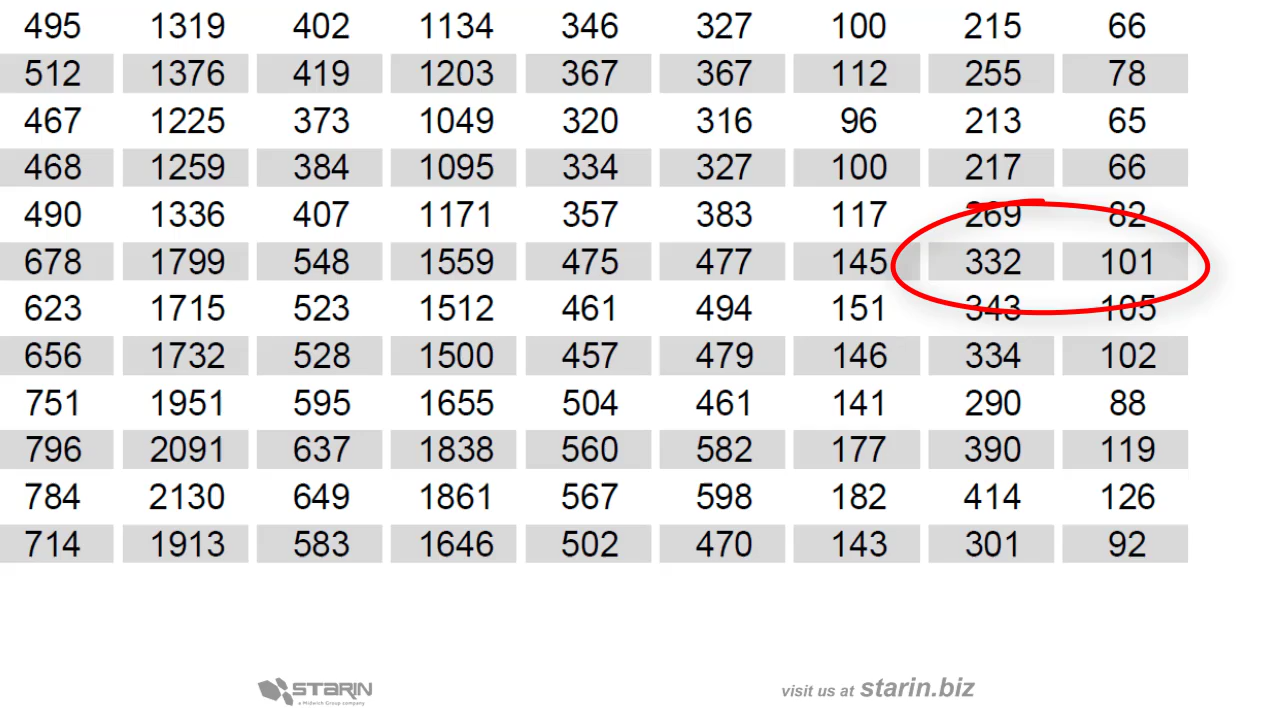 495 1319 402 1134 346 327 100 215 66
512 1376 419 1203 367 367 112 255 78
467 1225 373 1049 320 316 96 213 65
468 1259 384 1095 334 327 100 217 66
490 1336 407 1171 357 383 117 269 82
678 1799 548 1559 475 477 145 332 101
623 1715 523 1512 461 494 151 343 105
656 1732 528 1500 457 479 146 334 102
751 1951 595 1655 504 461 141 290 88
796 2091 637 1838 560 582 177 390 119
784 2130 649 1861 567 598 182 414 126
714 1913 583 1646 502 470 143 301 92
STARIN
a Midwich Group company
visit us at starin.biz